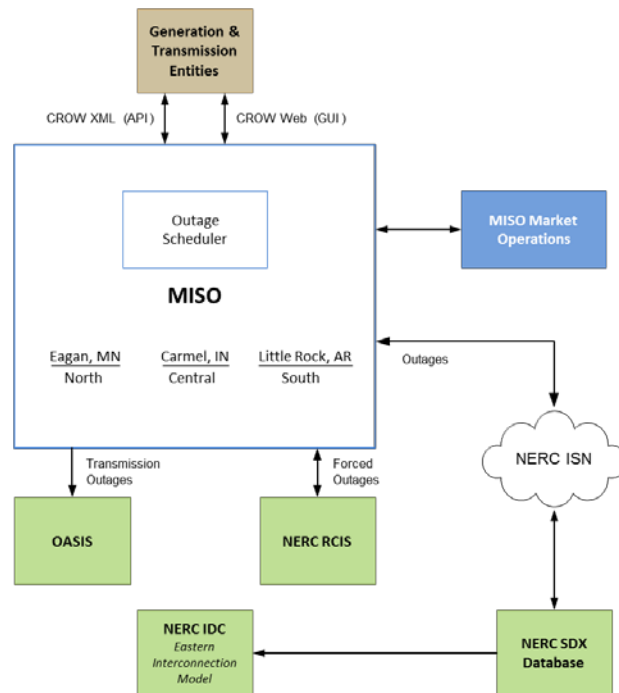 Generation &
Transmission
Entities
CROW XML (API)
CROW Web (GUI)
Outage
Scheduler
MISO Market
Operations
MISO
Eagan, MN
North
Carmel, IN
Central
Little Rock, AR
South
Outages
Transmission
Outages
Forced
Outages
NERC ISN
OASIS
NERC RCIS
NERC IDC
Eastern
Interconnection
Model
NERC SDX
Database